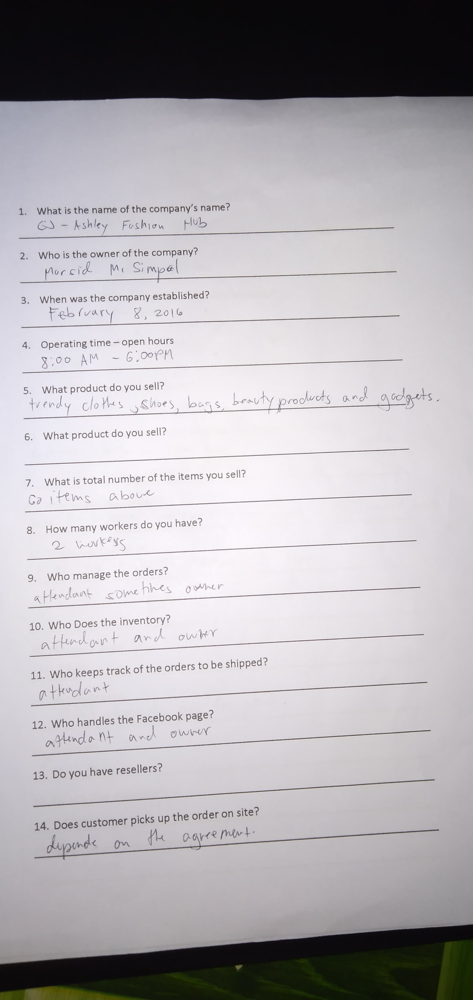 1. What is the name of the company's name?
- Ashley Fashion Hub
2. Who is the owner of the company?
Morsid M. Simpal
3. When was the company established?
February 8, 2016
4. Operating time – open hours
8:00 AM - 6:00PM
5. What product do you sell?
trendy clothes, shoes, bags, beauty products and gadgets.
6. What product do you sell?
7. What is total number of the items you sell?
items above
8. How many workers do you have?
2 workers
9. Who manage the orders?
attendant sometimes owner
10. Who Does the inventory?
attendant and owner
11. Who keeps track of the orders to be shipped?
attendant
12. Who handles the Facebook page?
attendant and owner
13. Do you have resellers?
14. Does customer picks up the order on site?
depende on the agreement.